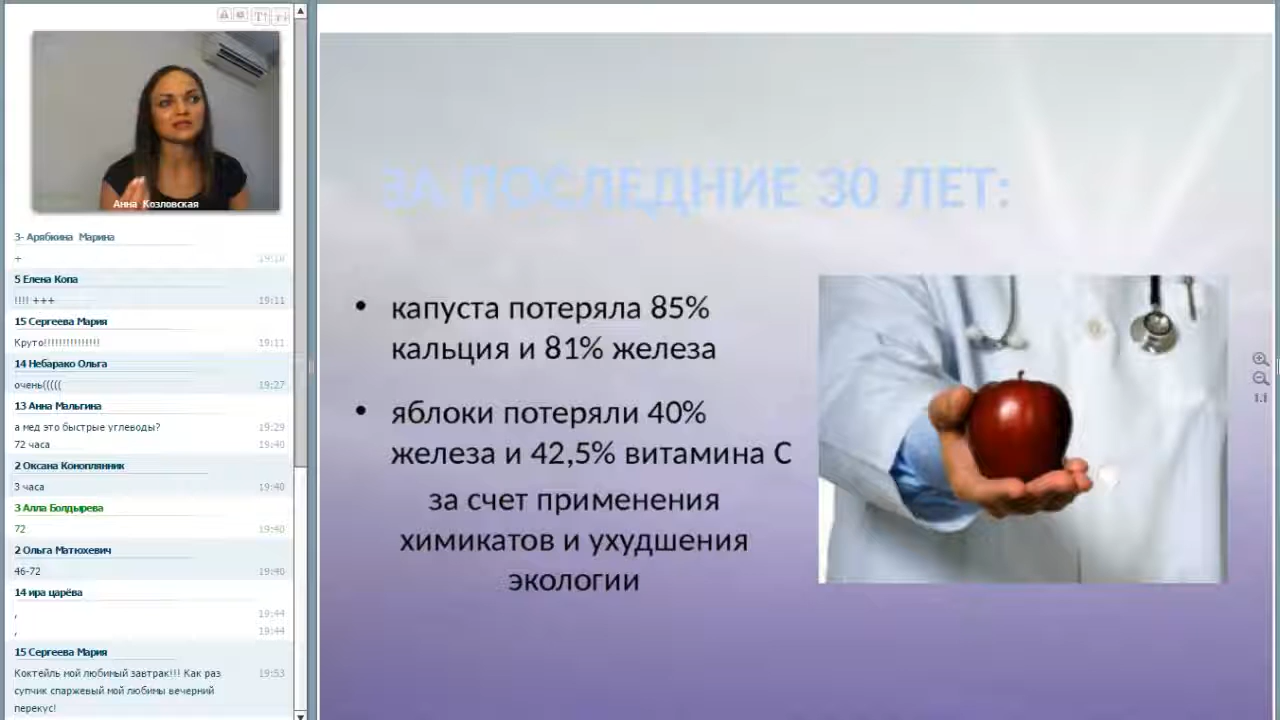 Анна Козловская
3- Арябкина Марина
+ 19:10
5 Елена Копа
!!!! +++ 19:11
15 Сергеева Мария
Круто!!!!!!!!!!!!!!! 19:11
14 Небарако Ольга
очень((((( 19:27
13 Анна Мальгина
а мед это быстрые углеводы? 19:29
72 часа 19:40
2 Оксана Коноплянник
3 часа 19:40
3 Алла Болдырева
72 19:40
2 Ольга Матюхевич
46-72 19:40
14 ира царёва
, 19:44
, 19:44
15 Сергеева Мария
Коктейль мой любимый завтрак!!! Как раз 19:53
супчик спаржевый мой любимы вечерний
перекус!
ЗА ПОСЛЕДНИЕ 30 ЛЕТ:
• капуста потеряла 85%
кальция и 81% железа
• яблоки потеряли 40%
железа и 42,5% витамина С
за счет применения
химикатов и ухудшения
экологии
1:1